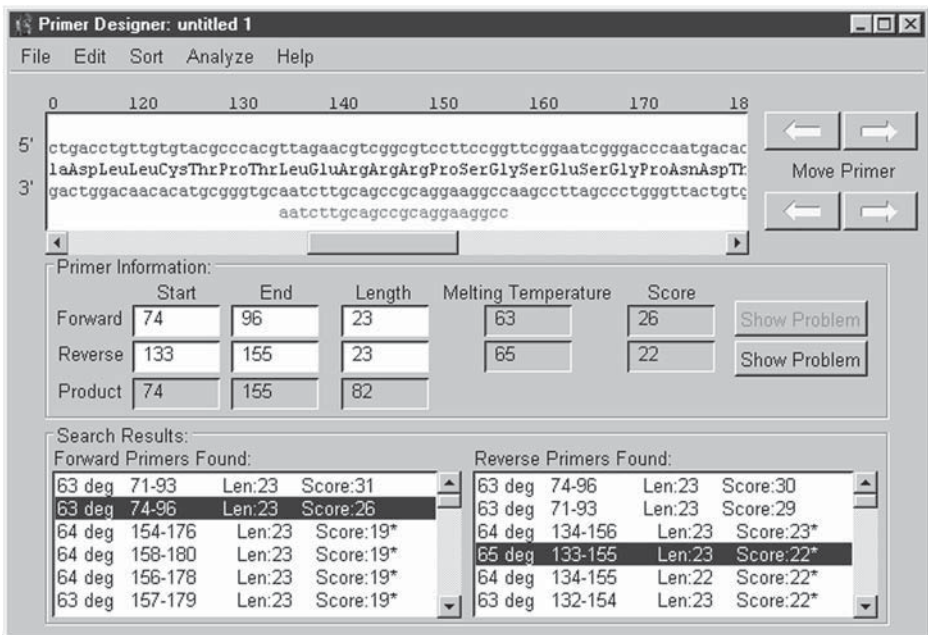 Primer Designer: untitled 1
File Edit Sort Analyze Help
0 120 130 140 150 160 170 18
5' ctgacctgttgtgtacgcccacgttagaacgtcggcgtccttccggttcggaatcgggacccaatgacac
laAspLeuLeuCysThrProThrLeuGluArgArgArgProSerGlySerGluSerGlyProAsnAspTh
3' gactggacaacacatgcgggtgcaatcttgcagccgcaggaaggccaagccttagccctgggttactgtg
aatcttgcagccgcaggaaggcc
Move Primer
Primer Information:
Start End Length Melting Temperature Score
Forward 74 96 23 63 26 Show Problem
Reverse 133 155 23 65 22 Show Problem
Product 74 155 82
Search Results:
Forward Primers Found:
63 deg 71-93 Len:23 Score:31
63 deg 74-96 Len:23 Score:26
64 deg 154-176 Len:23 Score:19*
64 deg 158-180 Len:23 Score:19*
64 deg 156-178 Len:23 Score:19*
63 deg 157-179 Len:23 Score:19*
Reverse Primers Found:
63 deg 74-96 Len:23 Score:30
63 deg 71-93 Len:23 Score:29
64 deg 134-156 Len:23 Score:23*
65 deg 133-155 Len:23 Score:22*
64 deg 134-155 Len:22 Score:22*
63 deg 132-154 Len:23 Score:22*